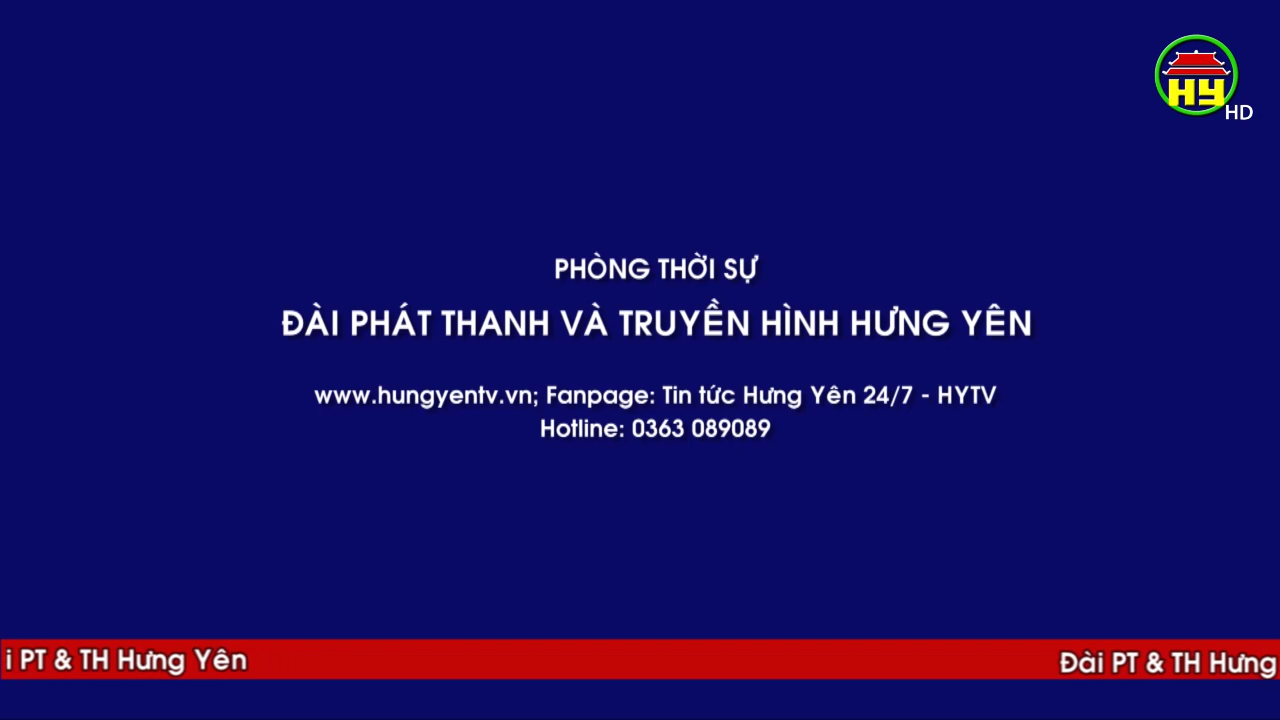 HY
HD
PHÒNG THỜI SỰ
ĐÀI PHÁT THANH VÀ TRUYỀN HÌNH HƯNG YÊN
www.hungyentv.vn; Fanpage: Tin tức Hưng Yên 24/7 - HYTV
Hotline: 0363 089089
i PT & TH Hưng Yên
Đài PT & TH Hưng